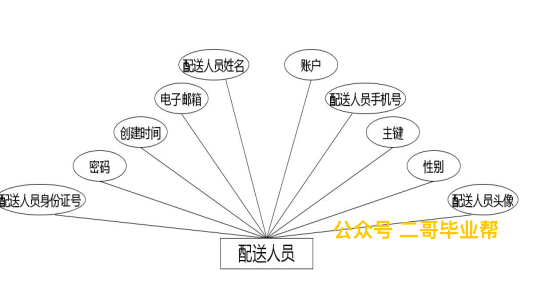 配送人员姓名
账户
电子邮箱
配送人员手机号
创建时间
主键
密码
性别
配送人员身份证号
配送人员头像
公众号 二哥毕业帮
配送人员